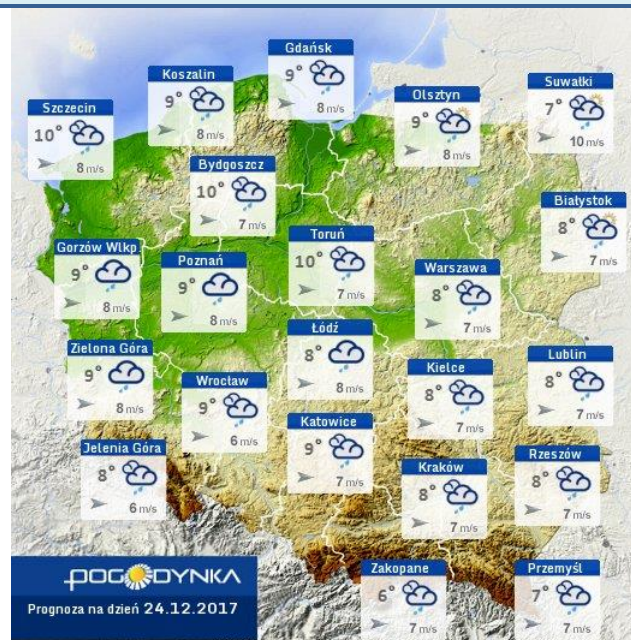 Gdańsk
9°
8 m/s
Koszalin
9°
8 m/s
Suwałki
7°
10 m/s
Olsztyn
9°
8 m/s
Szczecin
10°
8 m/s
Bydgoszcz
10°
7 m/s
Białystok
8°
7 m/s
Toruń
10°
7 m/s
Gorzów Wlkp
9°
8 m/s
Poznań
9°
8 m/s
Warszawa
8°
7 m/s
Łódź
8°
8 m/s
Zielona Góra
9°
8 m/s
Lublin
8°
7 m/s
Kielce
8°
7 m/s
Wrocław
9°
6 m/s
Katowice
9°
7 m/s
Jelenia Góra
8°
6 m/s
Rzeszów
8°
7 m/s
Kraków
8°
7 m/s
Zakopane
6°
7 m/s
Przemyśl
7°
7 m/s
POGODYNKA
Prognoza na dzień 24.12.2017